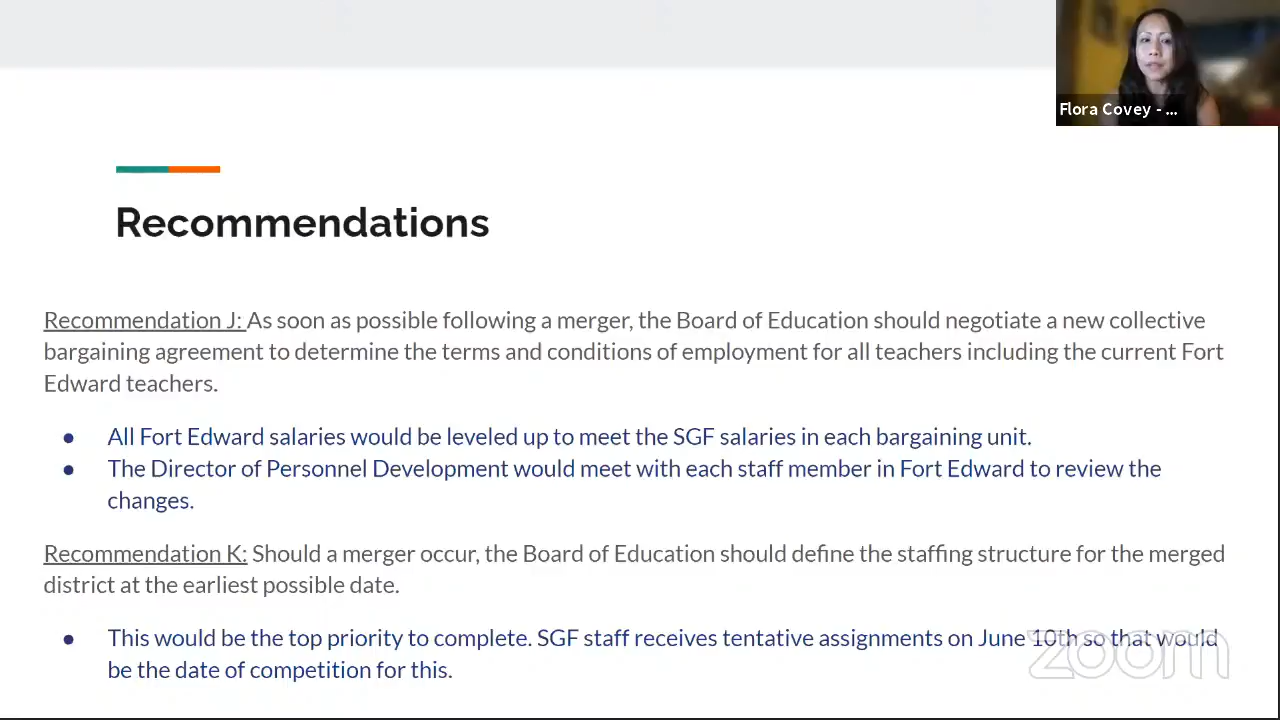 Flora Covey - ...
Recommendations
Recommendation J: As soon as possible following a merger, the Board of Education should negotiate a new collective
bargaining agreement to determine the terms and conditions of employment for all teachers including the current Fort
Edward teachers.
● All Fort Edward salaries would be leveled up to meet the SGF salaries in each bargaining unit.
● The Director of Personnel Development would meet with each staff member in Fort Edward to review the
changes.
Recommendation K: Should a merger occur, the Board of Education should define the staffing structure for the merged
district at the earliest possible date.
● This would be the top priority to complete. SGF staff receives tentative assignments on June 10th so that would
be the date of competition for this.
zoom